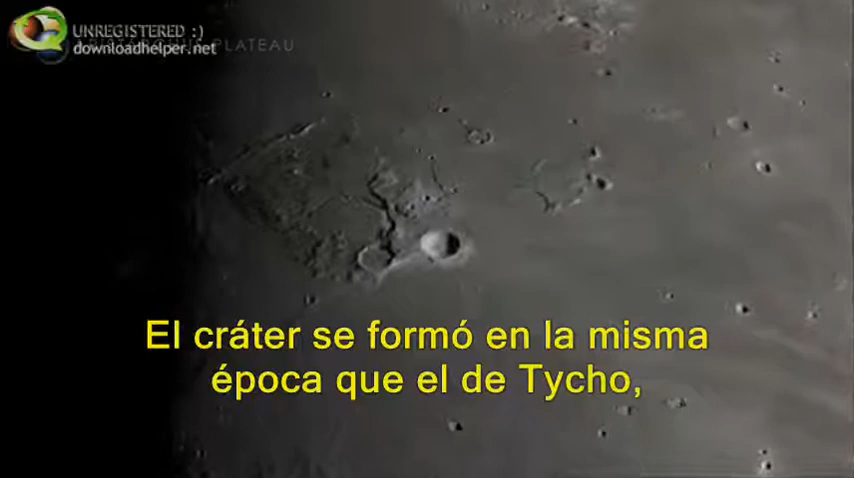 UNREGISTERED :)
downloadhelper.net
PLATEAU
El cráter se formó en la misma
época que el de Tycho,